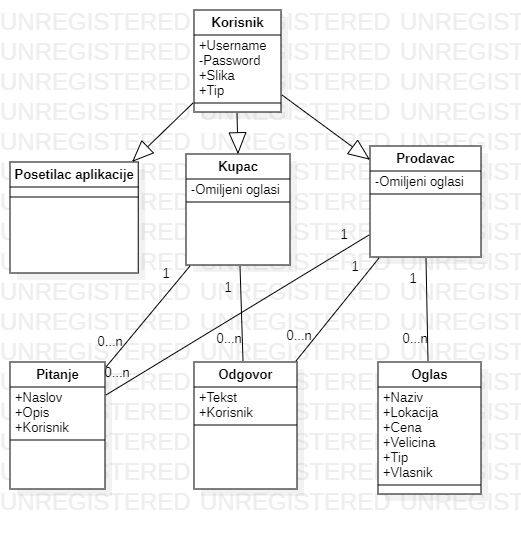 UNREGISTERED UNREGISTERED UNREGIST
Korisnik
+Username
-Password
+Slika
+Tip
Posetilac aplikacije
Kupac
-Omiljeni oglasi
Prodavac
-Omiljeni oglasi
1
1
1
1
1
0...n
0...n
0...n
0...n
0...n
Pitanje
+Naslov
+Opis
+Korisnik
Odgovor
+Tekst
+Korisnik
Oglas
+Naziv
+Lokacija
+Cena
+Velicina
+Tip
+Vlasnik